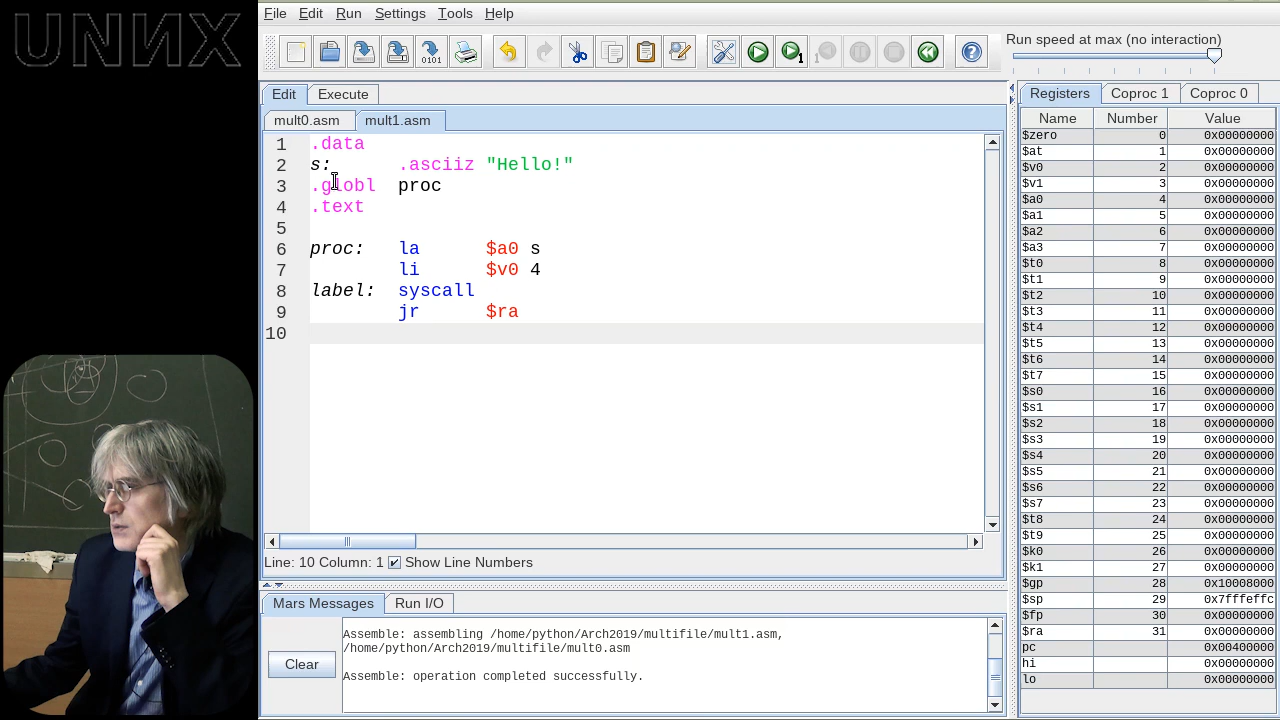 UNИX
File Edit Run Settings Tools Help
0101
1
?
Run speed at max (no interaction)
Edit Execute
mult0.asm mult1.asm
1 .data
2 s: .asciiz "Hello!"
3 .globl proc
4 .text
5
6 proc: la $a0 s
7 li $v0 4
8 label: syscall
9 jr $ra
10
Line: 10 Column: 1 Show Line Numbers
Mars Messages Run I/O
Clear
Assemble: assembling /home/python/Arch2019/multifile/mult1.asm,
/home/python/Arch2019/multifile/mult0.asm
Assemble: operation completed successfully.
Registers Coproc 1 Coproc 0
Name Number Value
$zero 0 0x00000000
$at 1 0x00000000
$v0 2 0x00000000
$v1 3 0x00000000
$a0 4 0x00000000
$a1 5 0x00000000
$a2 6 0x00000000
$a3 7 0x00000000
$t0 8 0x00000000
$t1 9 0x00000000
$t2 10 0x00000000
$t3 11 0x00000000
$t4 12 0x00000000
$t5 13 0x00000000
$t6 14 0x00000000
$t7 15 0x00000000
$s0 16 0x00000000
$s1 17 0x00000000
$s2 18 0x00000000
$s3 19 0x00000000
$s4 20 0x00000000
$s5 21 0x00000000
$s6 22 0x00000000
$s7 23 0x00000000
$t8 24 0x00000000
$t9 25 0x00000000
$k0 26 0x00000000
$k1 27 0x00000000
$gp 28 0x10008000
$sp 29 0x7fffeffc
$fp 30 0x00000000
$ra 31 0x00000000
pc 0x00400000
hi 0x00000000
lo 0x00000000